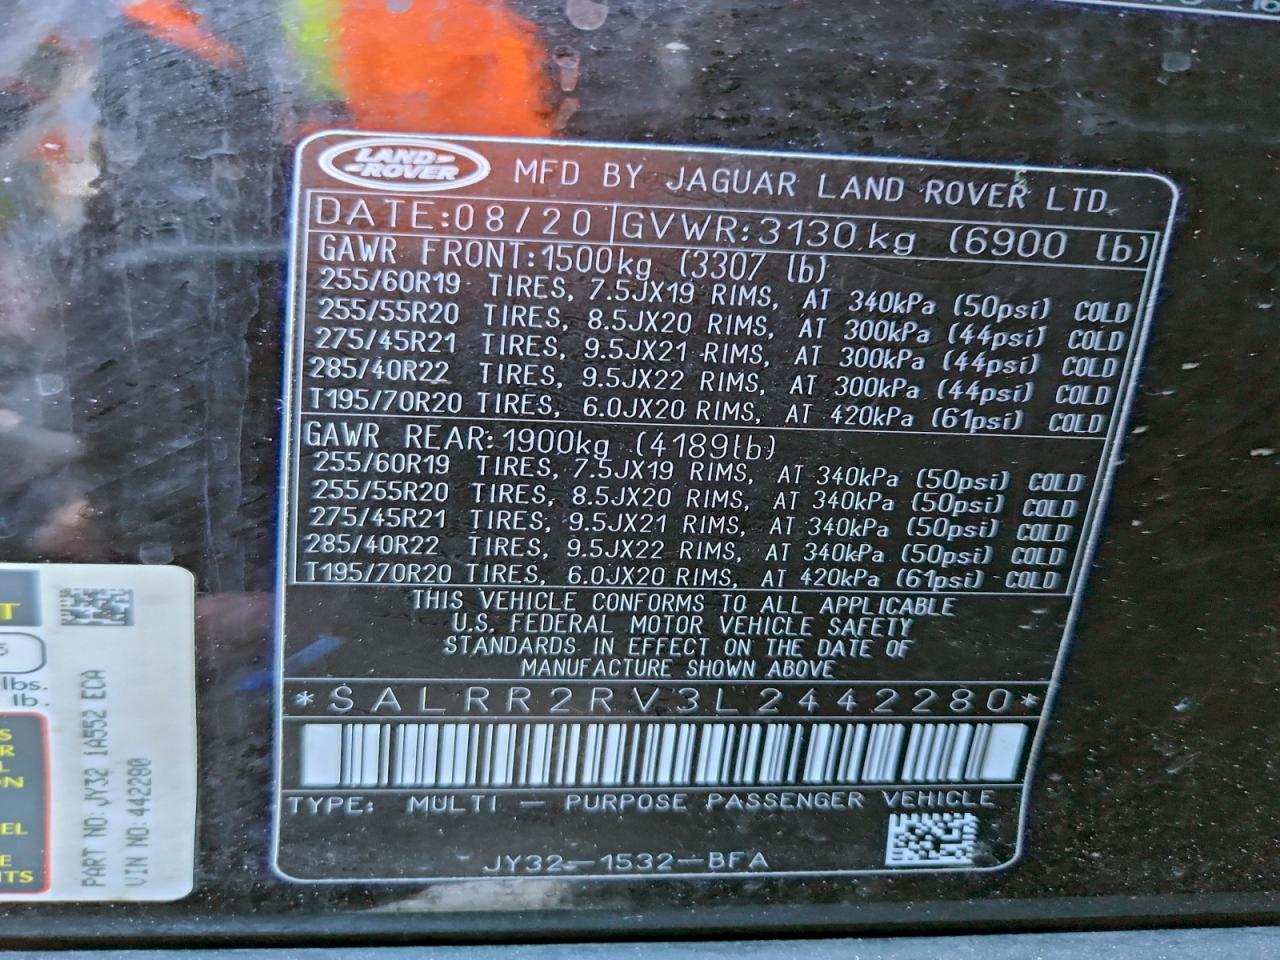 LAND-
-ROVER
MFD BY JAGUAR LAND ROVER LTD
DATE:08/20 GVWR:3130kg (6900 lb)
GAWR FRONT:1500kg (3307 lb)
255/60R19 TIRES, 7.5JX19 RIMS, AT 340kPa (50psi) COLD
255/55R20 TIRES, 8.5JX20 RIMS, AT 300kPa (44psi) COLD
275/45R21 TIRES, 9.5JX21 RIMS, AT 300kPa (44psi) COLD
285/40R22 TIRES, 9.5JX22 RIMS, AT 300kPa (44psi) COLD
T195/70R20 TIRES, 6.0JX20 RIMS, AT 420kPa (61psi) COLD
GAWR REAR:1900kg (4189lb)
255/60R19 TIRES, 7.5JX19 RIMS, AT 340kPa (50psi) COLD
255/55R20 TIRES, 8.5JX20 RIMS, AT 340kPa (50psi) COLD
275/45R21 TIRES, 9.5JX21 RIMS, AT 340kPa (50psi) COLD
285/40R22 TIRES, 9.5JX22 RIMS, AT 340kPa (50psi) COLD
T195/70R20 TIRES, 6.0JX20 RIMS, AT 420kPa (61psi) COLD
THIS VEHICLE CONFORMS TO ALL APPLICABLE
U.S. FEDERAL MOTOR VEHICLE SAFETY
STANDARDS IN EFFECT ON THE DATE OF
MANUFACTURE SHOWN ABOVE
*SALRR2RV3L2442280*
TYPE: MULTI - PURPOSE PASSENGER VEHICLE
JY32-1532-BFA
lbs.
lb.
PART NO: JY32 1A552 ECA
VIN NO: 442280